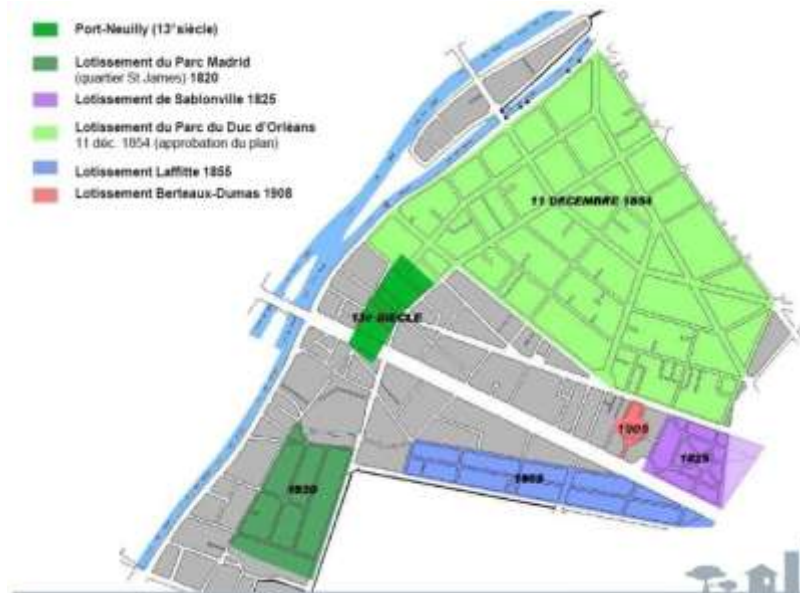 Port-Neuilly (13°siècle)
Lotissement du Parc Madrid
(quartier St James) 1820
Lotissement de Sablonville 1825
Lotissement du Parc du Duc d'Orléans
11 déc. 1854 (approbation du plan)
Lotissement Laffitte 1855
Lotissement Berteaux-Dumas 1908
11 DECEMBRE 1854
13e SIECLE
1908
1825
1820